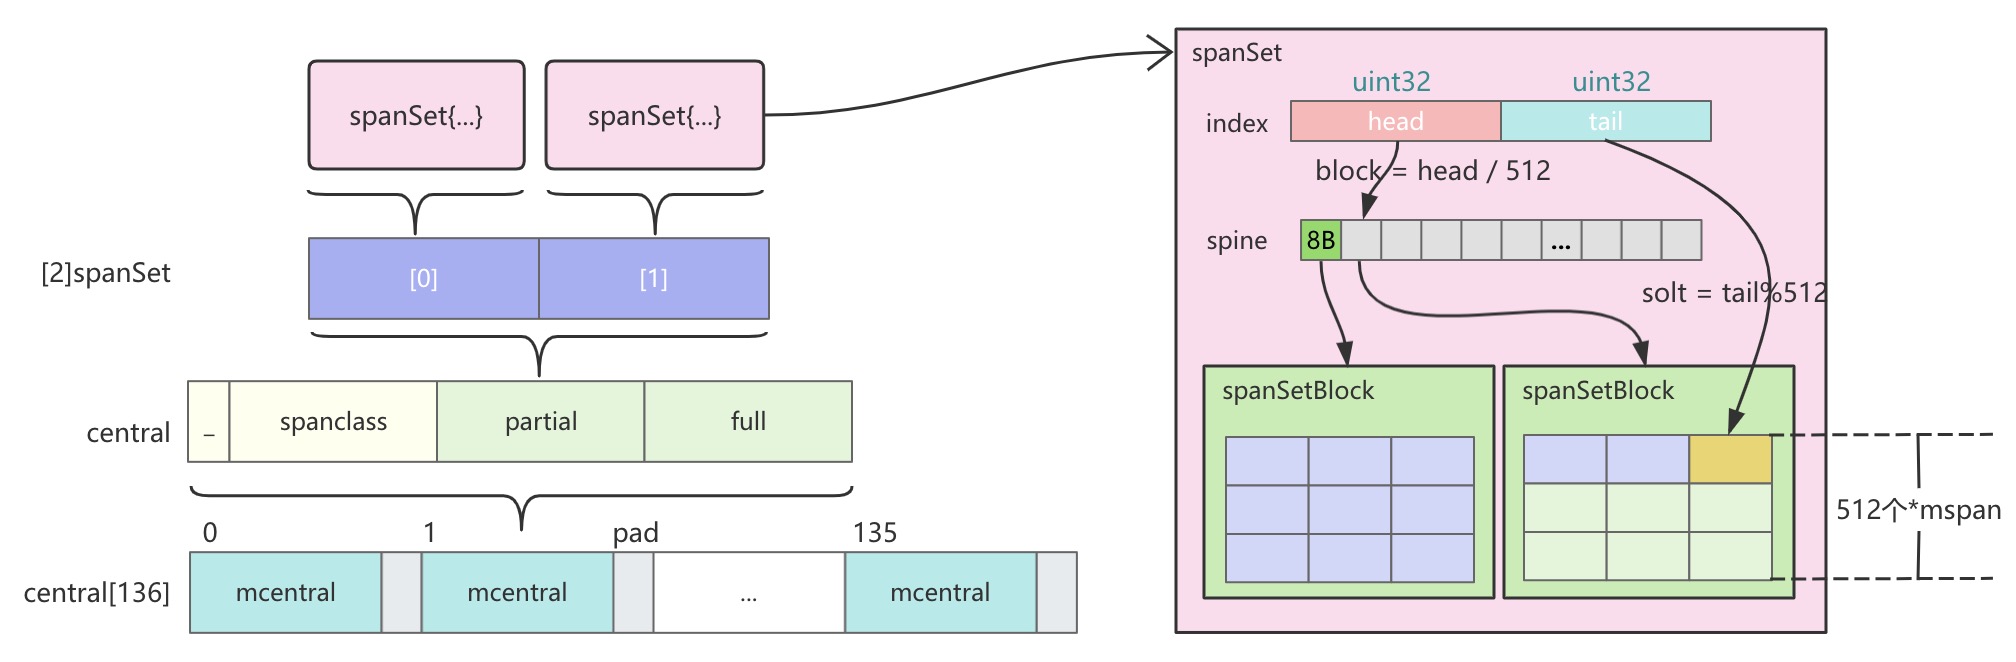 spanSet{...} spanSet{...}
[2]spanSet [0] [1]
central _ spanclass partial full
0 1 pad 135
central[136] mcentral mcentral ... mcentral
spanSet
uint32 uint32
index head tail
block = head / 512
spine 8B ...
solt = tail%512
spanSetBlock spanSetBlock
512个*mspan